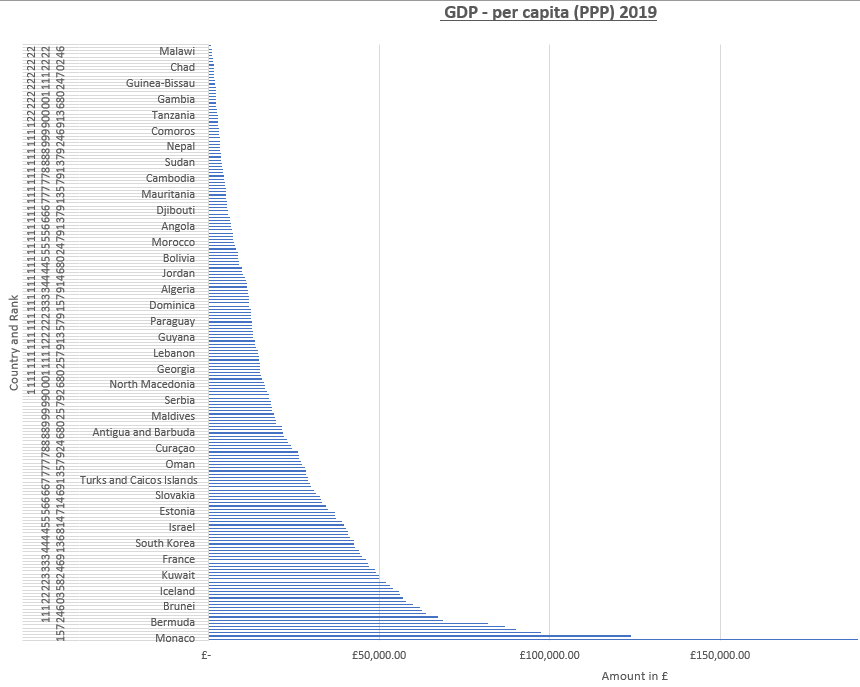 GDP - per capita (PPP) 2019
Malawi
Chad
Guinea-Bissau
Gambia
Tanzania
Comoros
Nepal
Sudan
Cambodia
Mauritania
Djibouti
Angola
Morocco
Bolivia
Jordan
Algeria
Dominica
Paraguay
Guyana
Lebanon
Georgia
North Macedonia
Serbia
Maldives
Antigua and Barbuda
Curaçao
Oman
Turks and Caicos Islands
Slovakia
Estonia
Israel
South Korea
France
Kuwait
Iceland
Brunei
Bermuda
Monaco
Country and Rank
£- £50,000.00 £100,000.00 £150,000.00
Amount in £